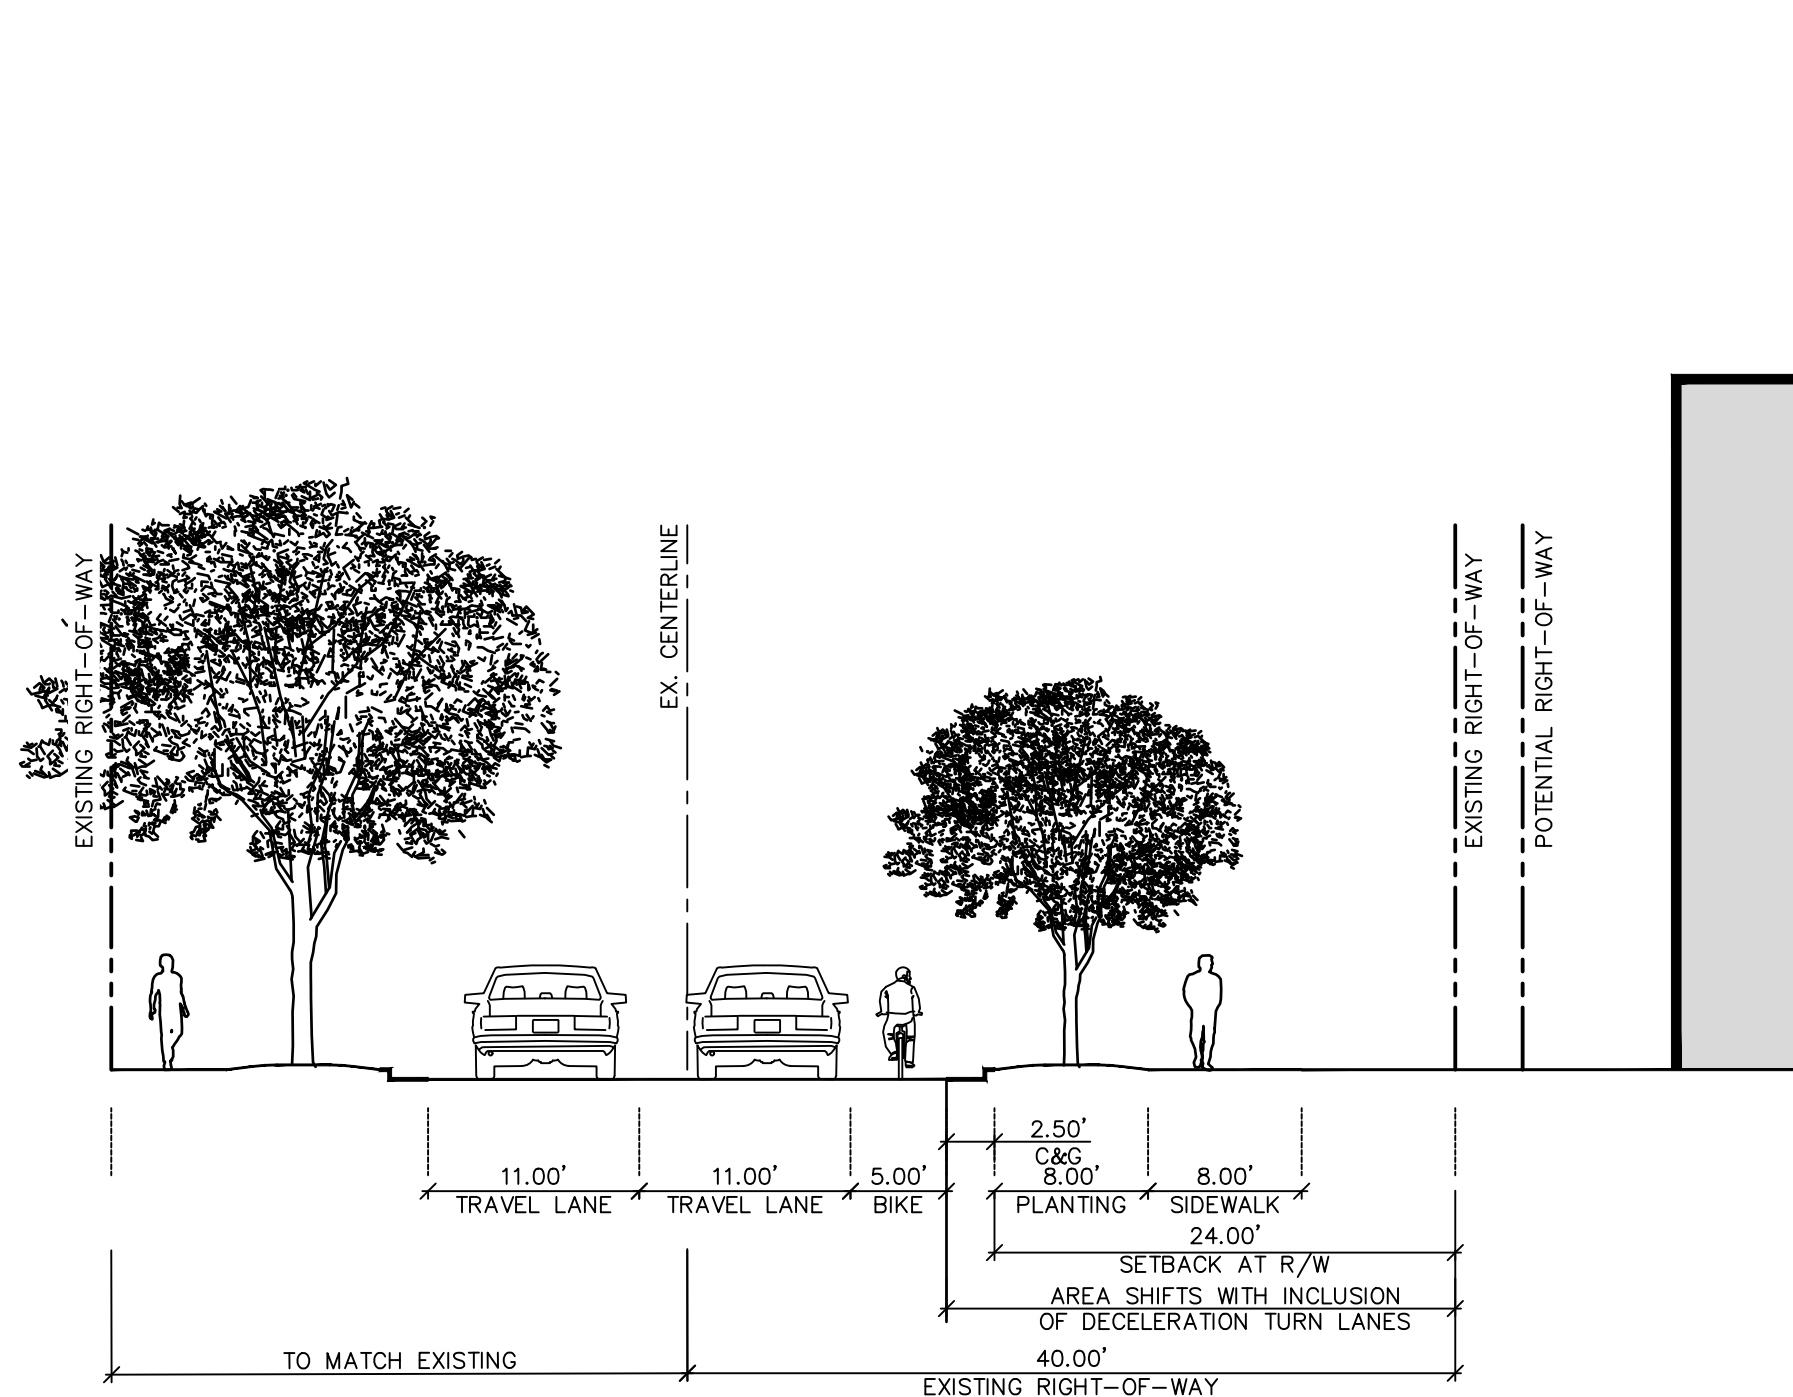 EXISTING RIGHT-OF-WAY
EX. CENTERLINE
EXISTING RIGHT-OF-WAY
POTENTIAL RIGHT-OF-WAY
2.50'
C&G
11.00'
TRAVEL LANE
11.00'
TRAVEL LANE
5.00'
BIKE
8.00'
PLANTING
8.00'
SIDEWALK
24.00'
SETBACK AT R/W
AREA SHIFTS WITH INCLUSION
OF DECELERATION TURN LANES
TO MATCH EXISTING
40.00'
EXISTING RIGHT-OF-WAY